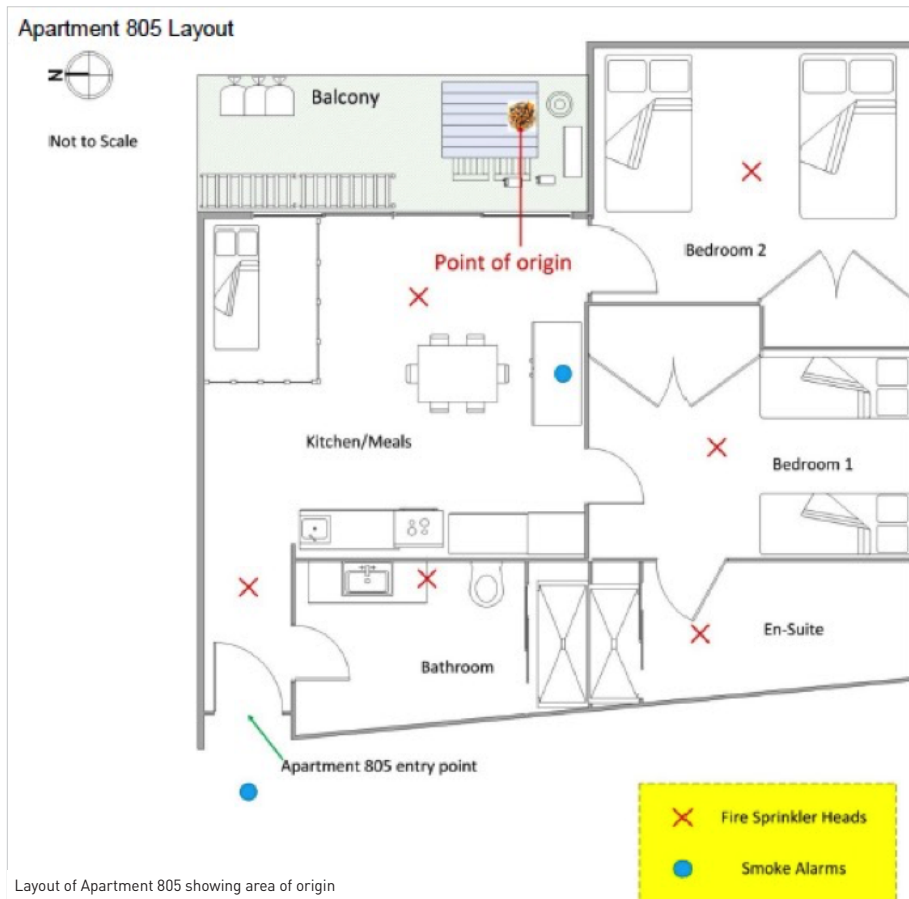 Apartment 805 Layout
N
Not to Scale
Balcony
Point of origin
Bedroom 2
Kitchen/Meals
Bedroom 1
En-Suite
Bathroom
Apartment 805 entry point
Fire Sprinkler Heads
Smoke Alarms
Layout of Apartment 805 showing area of origin